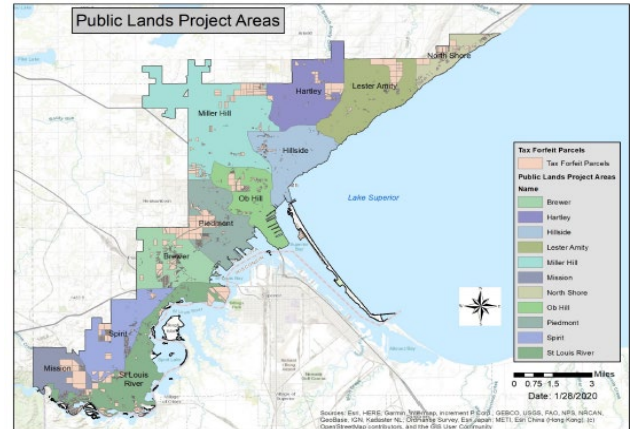 Public Lands Project Areas
North Shore
Hartley
Lester Amity
Miller Hill
Hillside
Ob Hill
Lake Superior
Piedmont
Brewer
Spirit
Mission
St Louis
River
Tax Forfeit Parcels
Tax Forfeit Parcels
Public Lands Project Areas
Name
Brewer
Hartley
Hillside
Lester Amity
Miller Hill
Mission
North Shore
Ob Hill
Piedmont
Spirit
St Louis River
Miles
0 0.75 1.5 3
Date: 1/28/2020
Sources: Esri, HERE, Garmin, Intermap, increment P Corp., GEBCO, USGS, FAO, NPS, NRCAN,
GeoBase, IGN, Kadaster NL, Ordnance Survey, Esri Japan, METI, Esri China (Hong Kong), (c)
OpenStreetMap contributors, and the GIS User Community